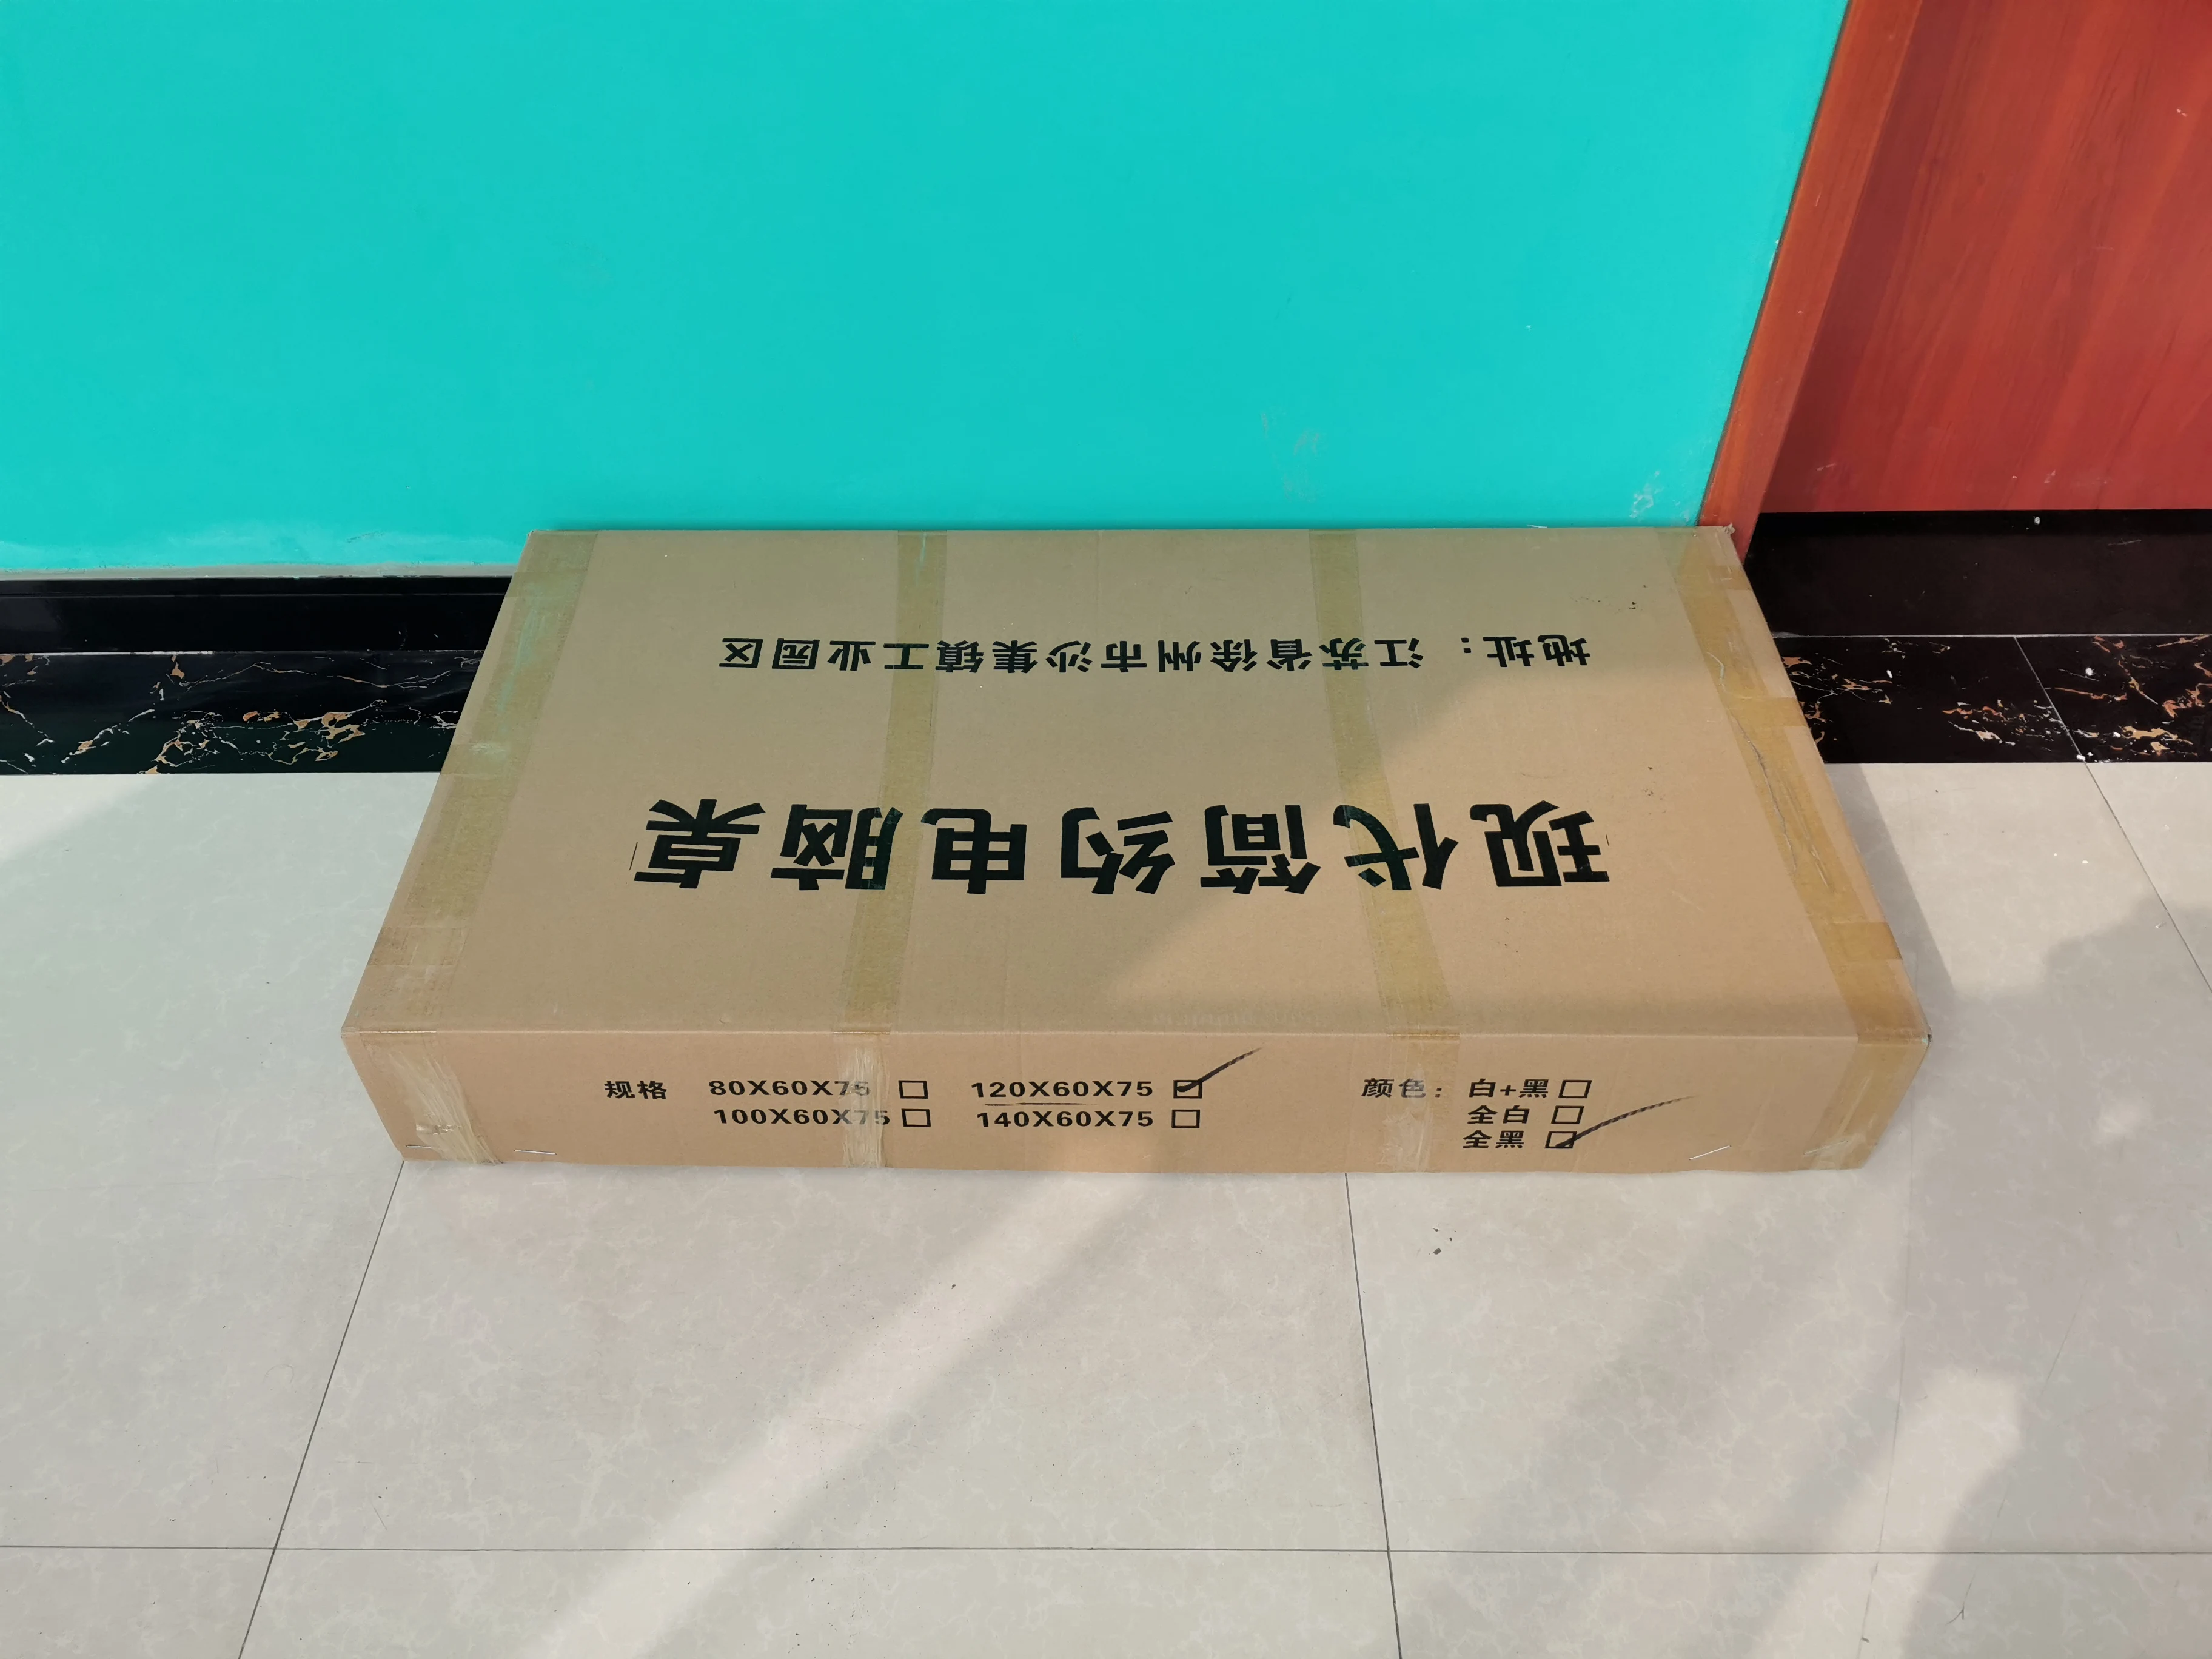 现代简约电脑桌
地址：江苏省徐州市沙集镇工业园区
规格 80X60X75 □ 120X60X75 ☑ 颜色：白+黑 □
100X60X75 □ 140X60X75 □ 全白 □
全黑 ☑